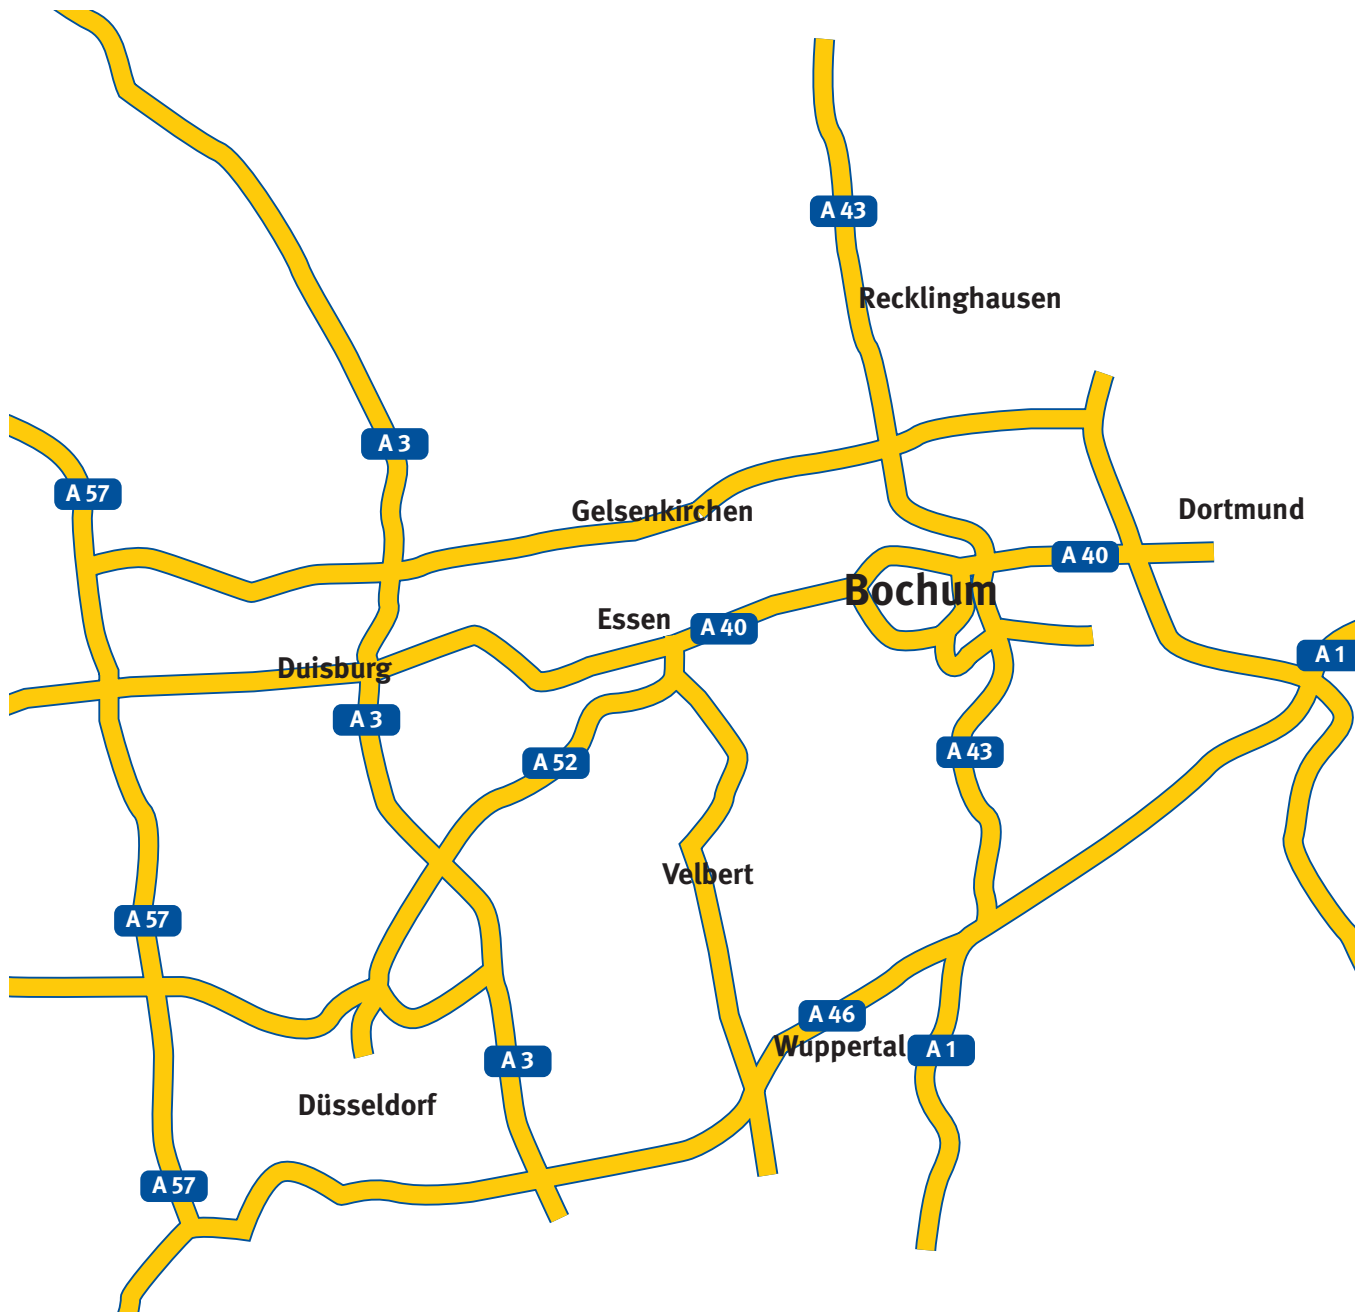 A 43
Recklinghausen
A 3
A 57
Gelsenkirchen
Dortmund
A 40
Bochum
Essen
A 40
Duisburg
A 1
A 3
A 52
A 43
Velbert
A 57
A 46
Wuppertal
A 1
A 3
Düsseldorf
A 57